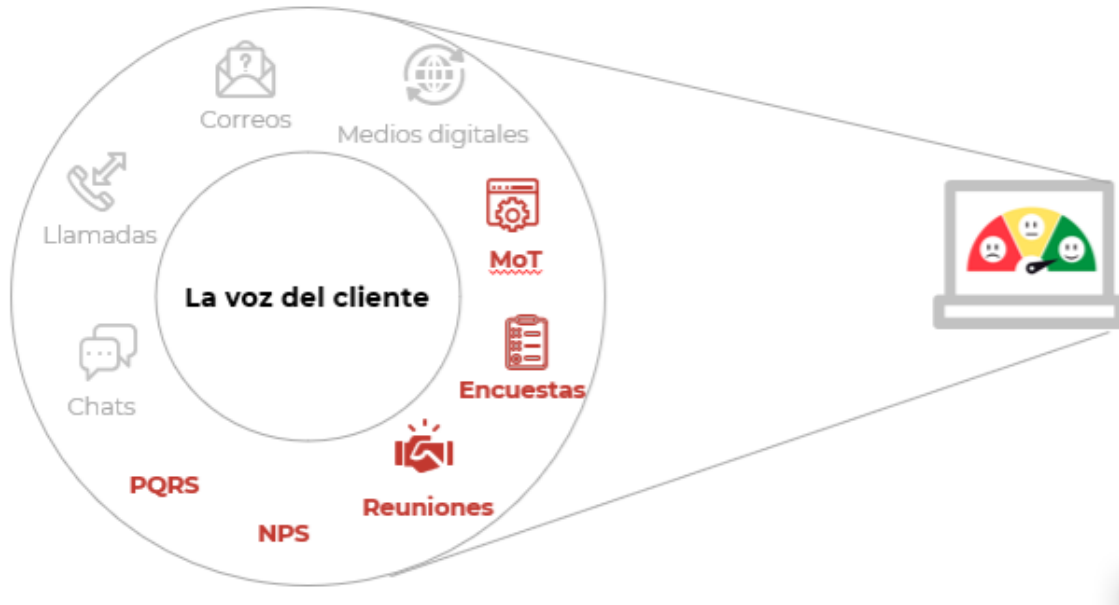 Correos
Medios digitales
Llamadas
MoT
La voz del cliente
Chats
Encuestas
PQRS
Reuniones
NPS